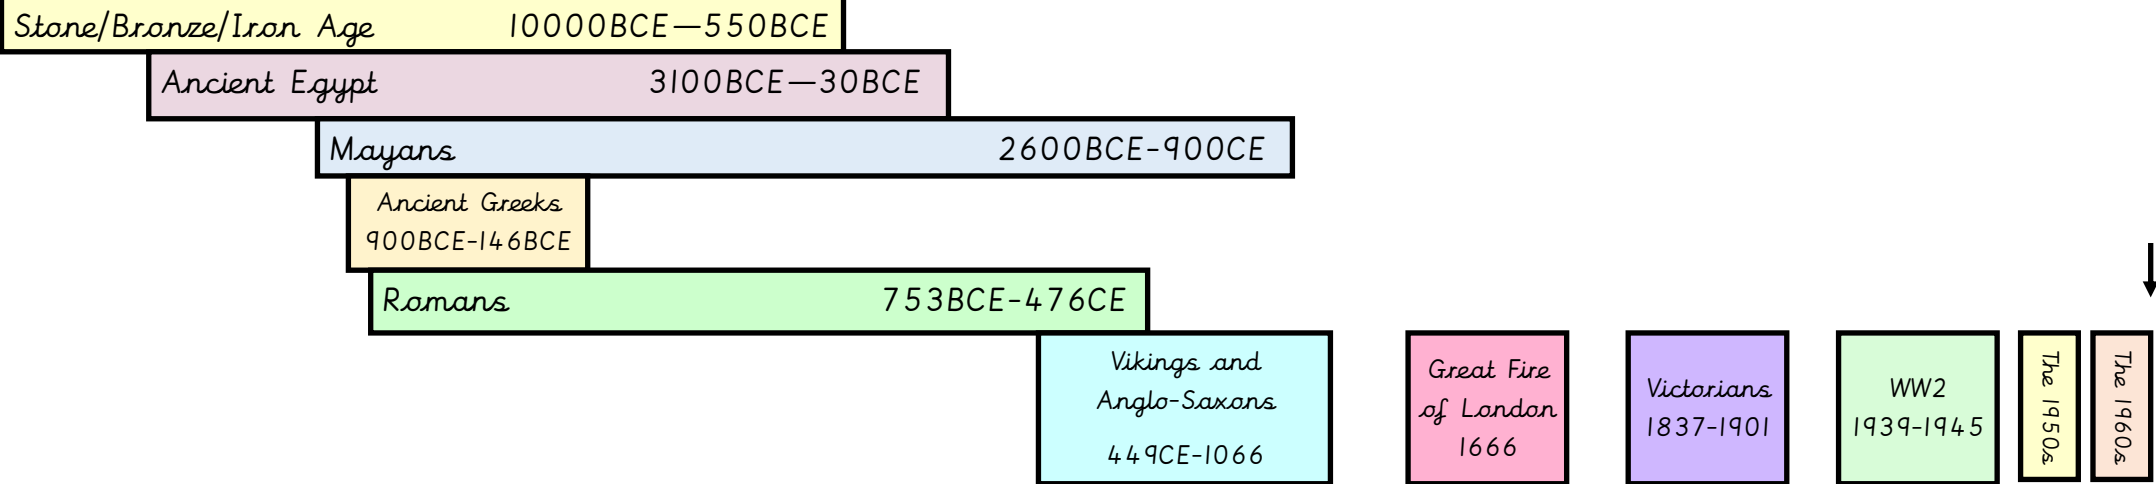 Stone/Bronze/Iron Age 10000BCE—550BCE
Ancient Egypt 3100BCE—30BCE
Mayans 2600BCE-900CE
Ancient Greeks
900BCE-146BCE
Romans 753BCE-476CE
Vikings and
Anglo-Saxons
449CE-1066
Great Fire
of London
1666
Victorians
1837-1901
WW2
1939-1945
The 1950s
The 1960s